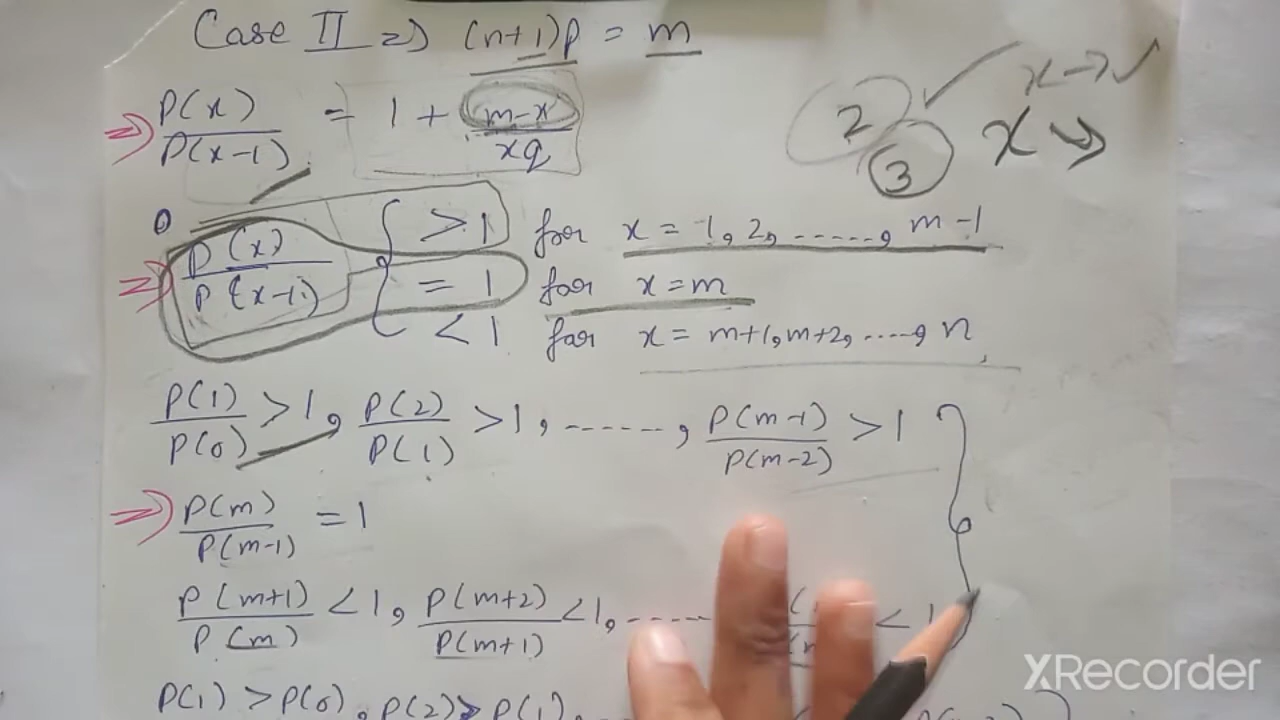 Case II => (n+1)p = m
P(x)/P(x-1) = 1 + (m-x)/xq
2
3
x → ✓
x →
P(x)/P(x-1) { > 1 for x = 1, 2, ......, m-1
= 1 for x = m
< 1 for x = m+1, m+2, ....., n
P(1)/P(0) > 1, P(2)/P(1) > 1, ......, P(m-1)/P(m-2) > 1
=> P(m)/P(m-1) = 1
P(m+1)/P(m) < 1, P(m+2)/P(m+1) < 1, ...... < 1
P(1) > P(0), P(2) > P(1),
XRecorder